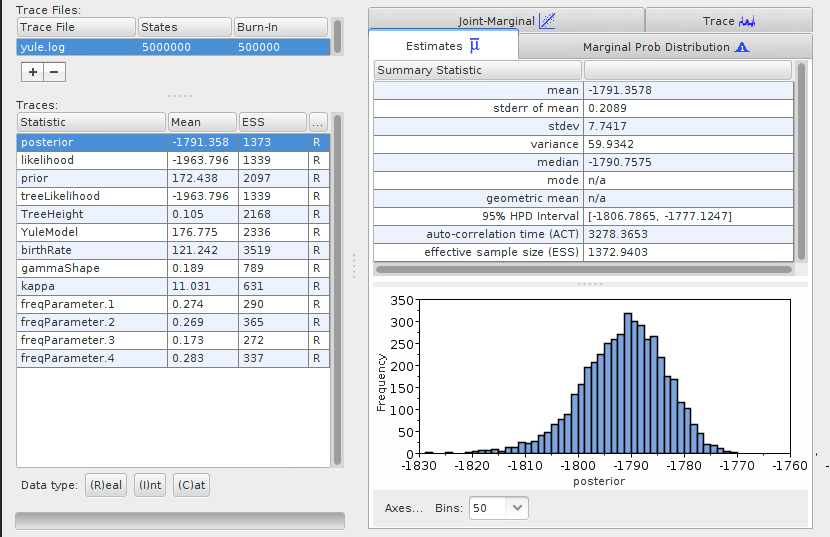 Trace Files:
Trace File States Burn-In
yule.log 5000000 500000
+ −
Traces:
Statistic Mean ESS ...
posterior -1791.358 1373 R
likelihood -1963.796 1339 R
prior 172.438 2097 R
treeLikelihood -1963.796 1339 R
TreeHeight 0.105 2168 R
YuleModel 176.775 2336 R
birthRate 121.242 3519 R
gammaShape 0.189 789 R
kappa 11.031 631 R
freqParameter.1 0.274 290 R
freqParameter.2 0.269 365 R
freqParameter.3 0.173 272 R
freqParameter.4 0.283 337 R
Data type: (R)eal (I)nt (C)at
Joint-Marginal Trace
Estimates μ Marginal Prob Distribution
Summary Statistic
mean -1791.3578
stderr of mean 0.2089
stdev 7.7417
variance 59.9342
median -1790.7575
mode n/a
geometric mean n/a
95% HPD Interval [-1806.7865, -1777.1247]
auto-correlation time (ACT) 3278.3653
effective sample size (ESS) 1372.9403
350
300
250
200
150
100
50
0
Frequency
-1830 -1820 -1810 -1800 -1790 -1780 -1770 -1760
posterior
Axes... Bins: 50